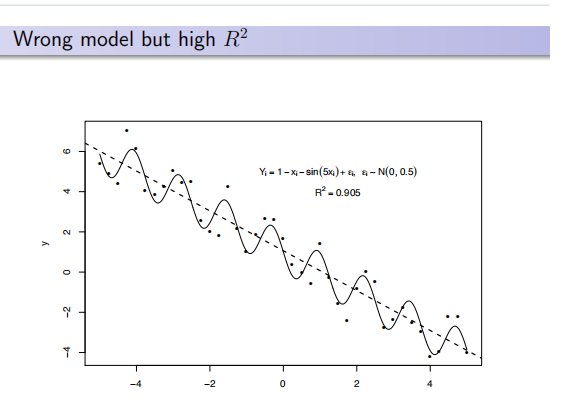 Wrong model but high R²
Yᵢ = 1 − xᵢ − sin(5xᵢ) + εᵢ, εᵢ ~ N(0, 0.5)
R² = 0.905
6
4
2
0
−2
−4
y
−4 −2 0 2 4